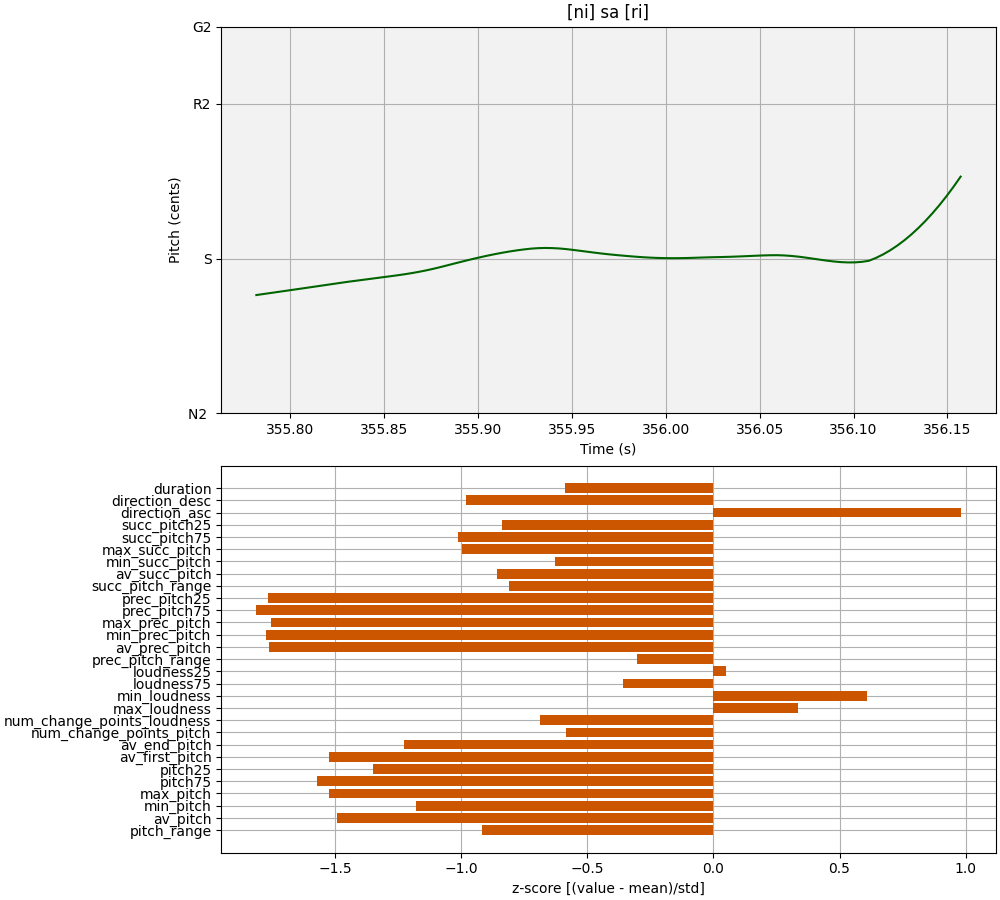 [ni] sa [ri]
G2
R2
S
N2
Pitch (cents)
355.80 355.85 355.90 355.95 356.00 356.05 356.10 356.15
Time (s)
duration
direction_desc
direction_asc
succ_pitch25
succ_pitch75
max_succ_pitch
min_succ_pitch
av_succ_pitch
succ_pitch_range
prec_pitch25
prec_pitch75
max_prec_pitch
min_prec_pitch
av_prec_pitch
prec_pitch_range
loudness25
loudness75
min_loudness
max_loudness
num_change_points_loudness
num_change_points_pitch
av_end_pitch
av_first_pitch
pitch25
pitch75
max_pitch
min_pitch
av_pitch
pitch_range
−1.5 −1.0 −0.5 0.0 0.5 1.0
z-score [(value - mean)/std]